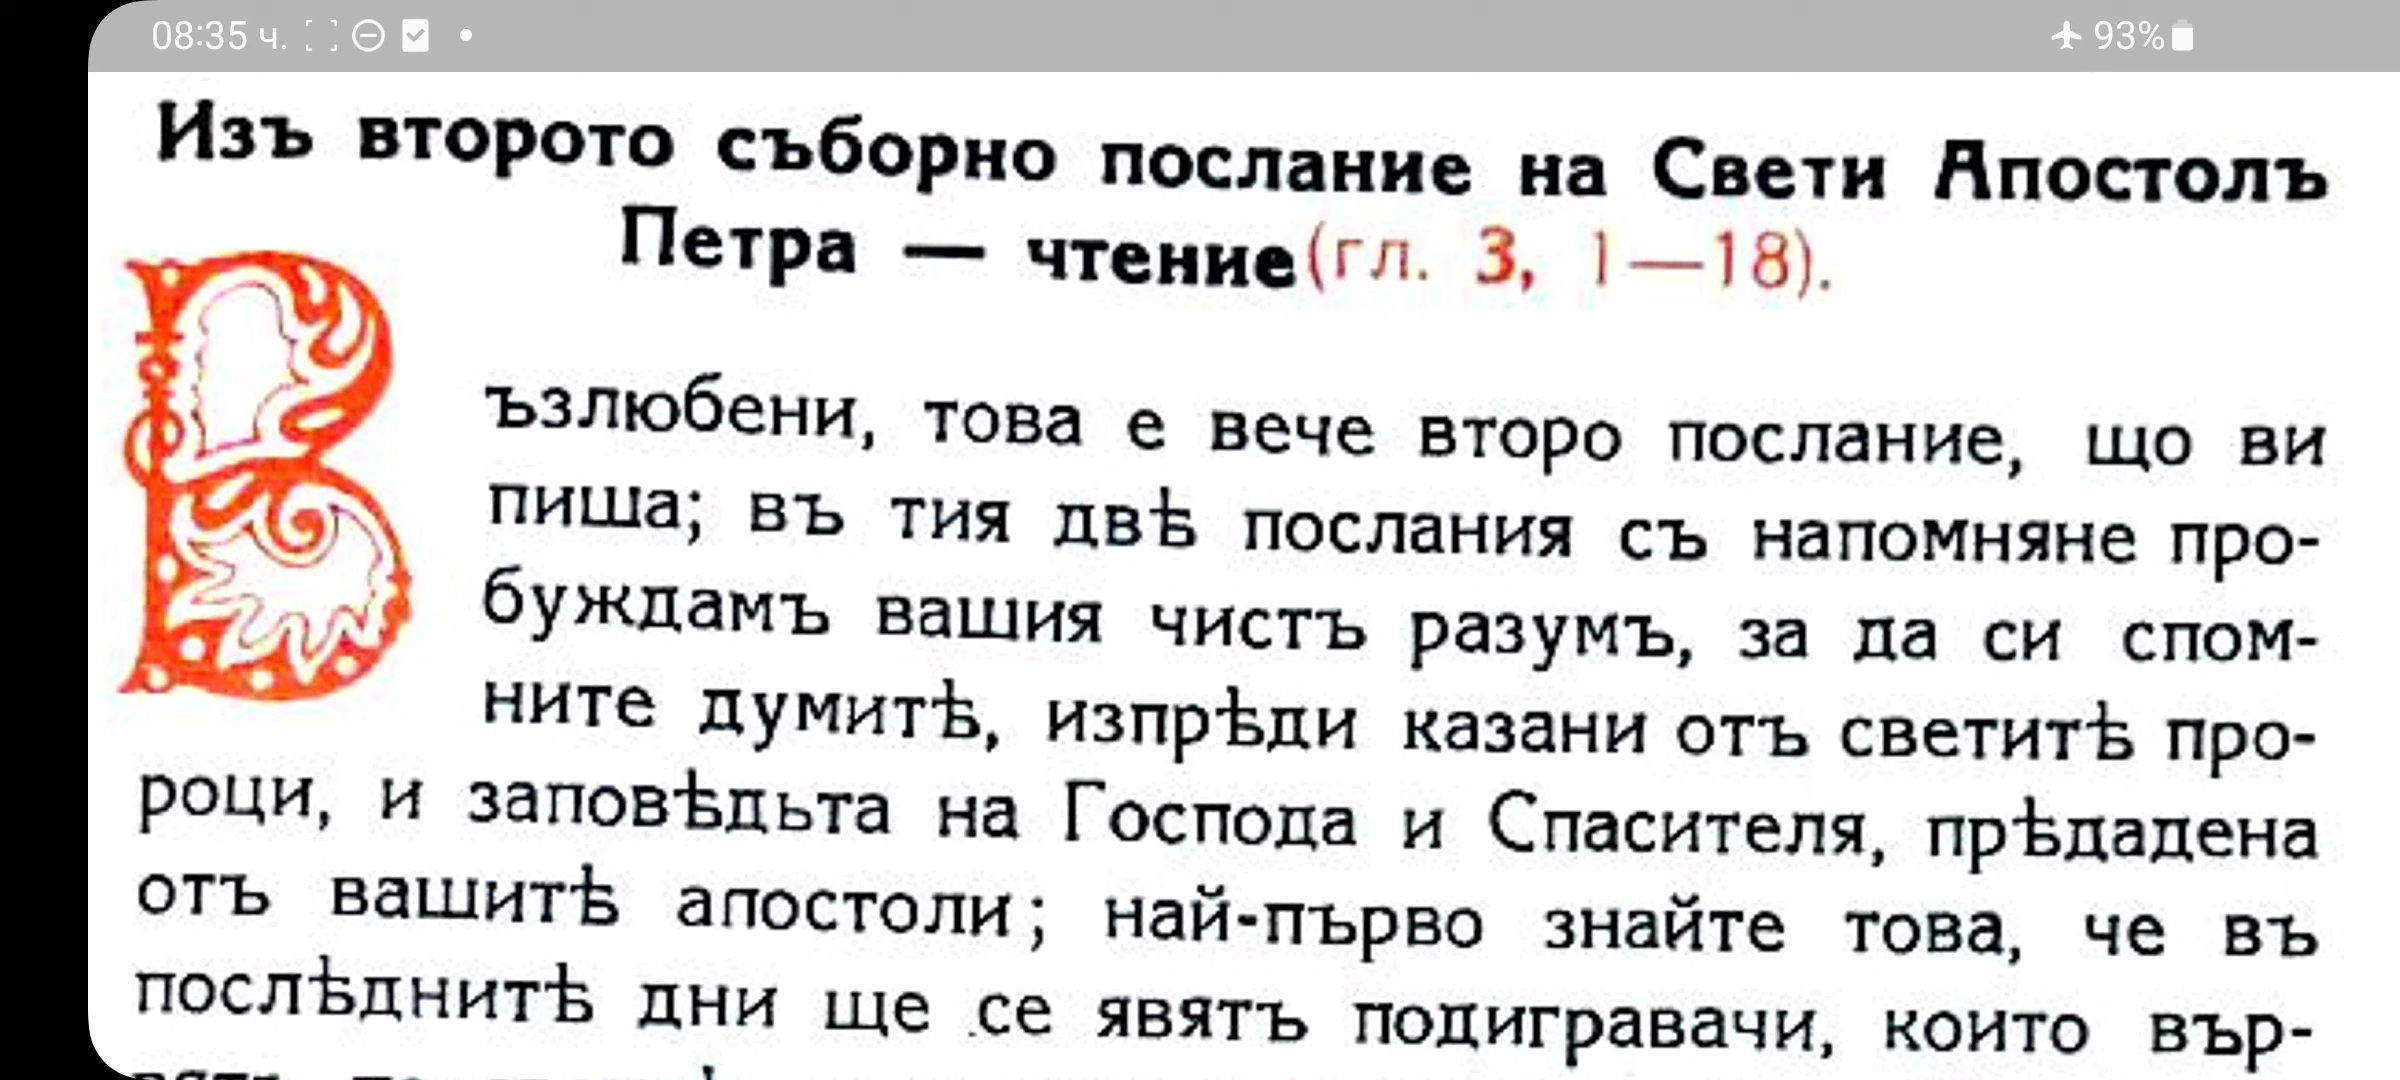 08:35 ч.
93%
Изъ второто съборно послание на Свети Апостолъ
Петра — чтение (гл. 3, 1—18).
Възлюбени, това е вече второ послание, що ви
пиша; въ тия двѣ послания съ напомняне про-
буждамъ вашия чистъ разумъ, за да си спом-
ните думитѣ, изпрѣди казани отъ светитѣ про-
роци, и заповѣдьта на Господа и Спасителя, прѣдадена
отъ вашитѣ апостоли; най-първо знайте това, че въ
послѣднитѣ дни ще се явятъ подигравачи, които вър-